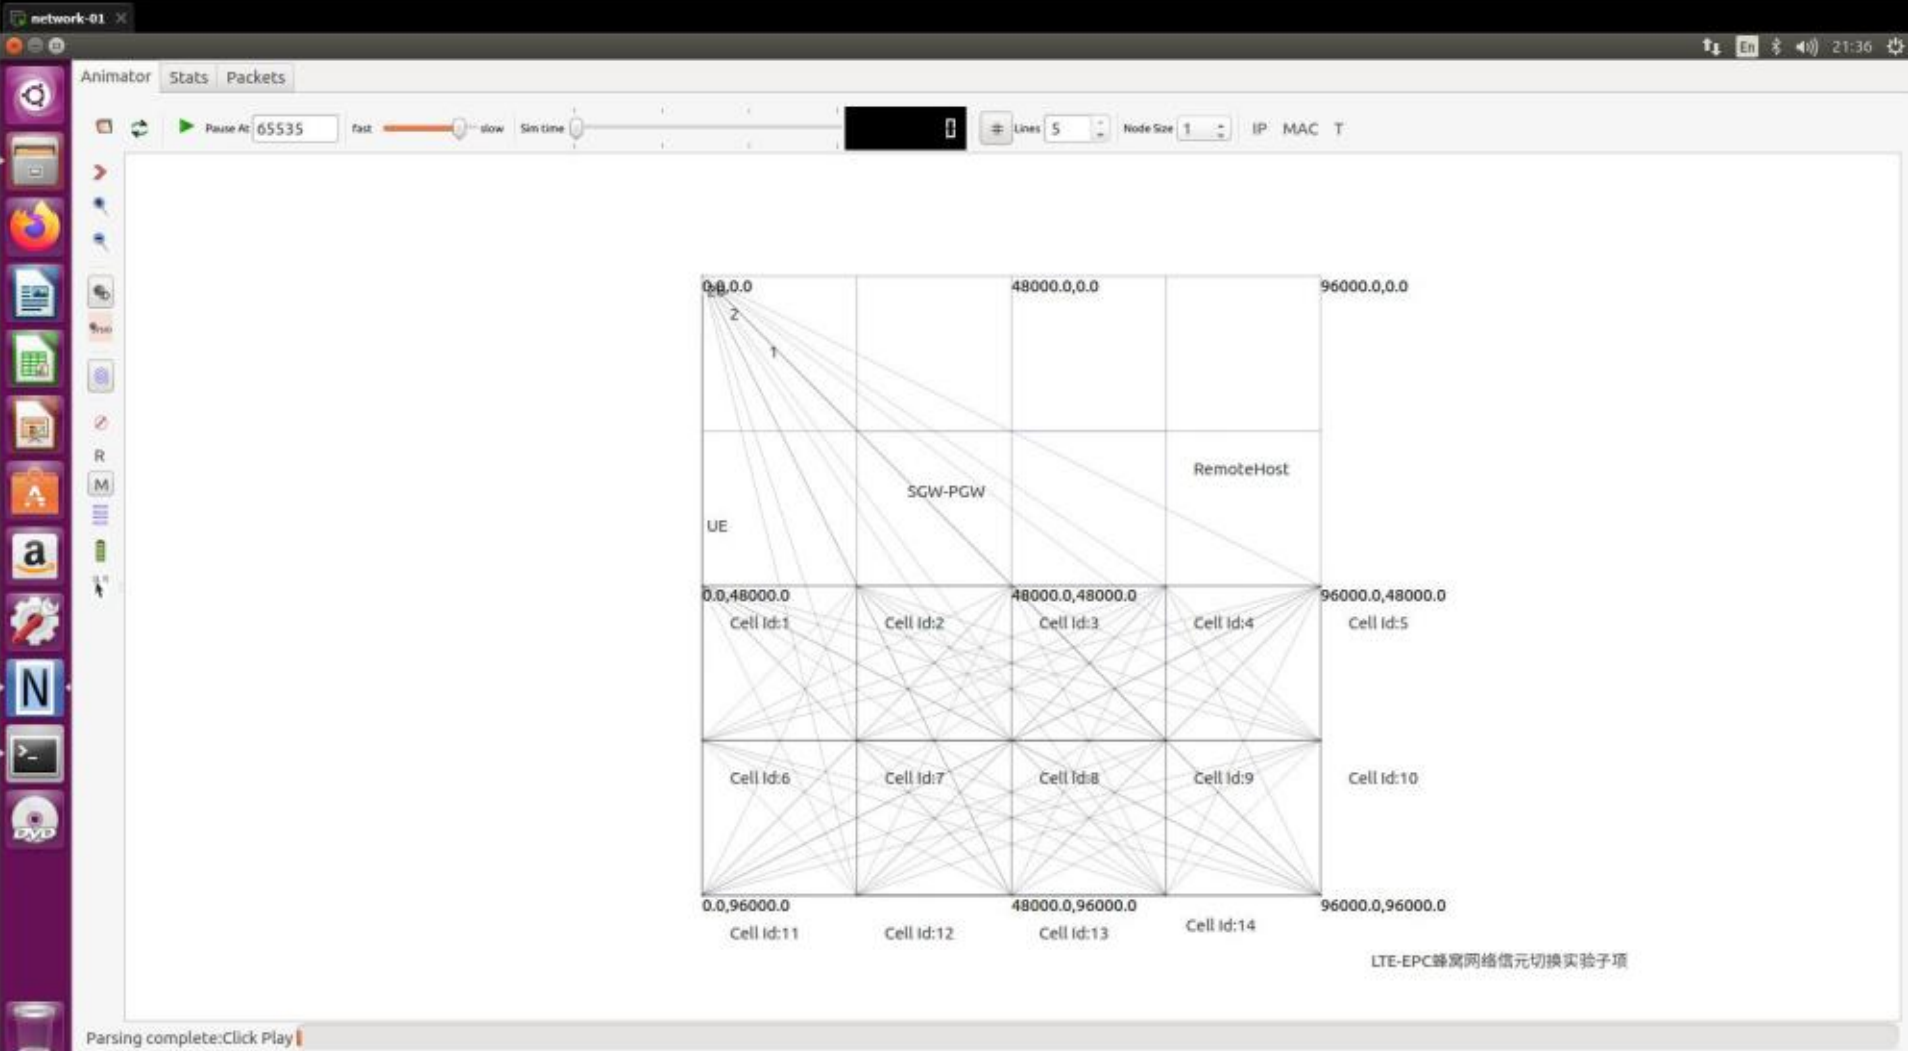 network-01
En 21:36
Animator Stats Packets
Pause At 65535 fast slow Sim time 0 # Lines 5 Node Size 1 IP MAC T
0.0,0.0 48000.0,0.0 96000.0,0.0
2
1
R
M
RemoteHost
SGW-PGW
UE
0.0,48000.0 48000.0,48000.0 96000.0,48000.0
Cell Id:1 Cell Id:2 Cell Id:3 Cell Id:4 Cell Id:5
Cell Id:6 Cell Id:7 Cell Id:8 Cell Id:9 Cell Id:10
0.0,96000.0 48000.0,96000.0 96000.0,96000.0
Cell Id:11 Cell Id:12 Cell Id:13 Cell Id:14
LTE-EPC蜂窝网络信元切换实验子项
Parsing complete:Click Play